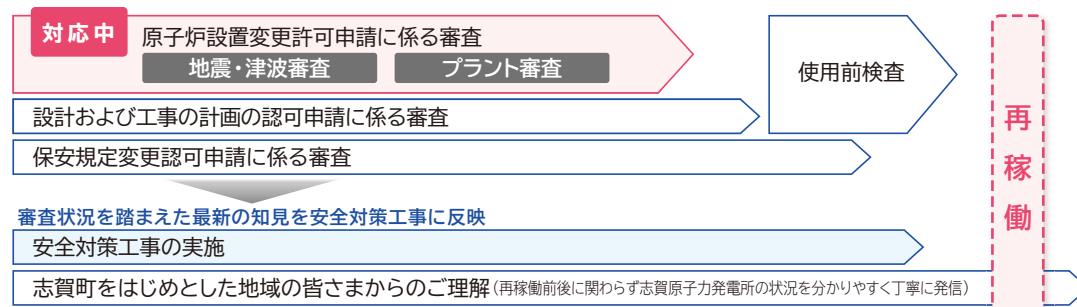 対応中
原子炉設置変更許可申請に係る審査
地震・津波審査
プラント審査
使用前検査
設計および工事の計画の認可申請に係る審査
保安規定変更認可申請に係る審査
審査状況を踏まえた最新の知見を安全対策工事に反映
安全対策工事の実施
志賀町をはじめとした地域の皆さまからのご理解(再稼働前後に関わらず志賀原子力発電所の状況を分かりやすく丁寧に発信)
再稼働